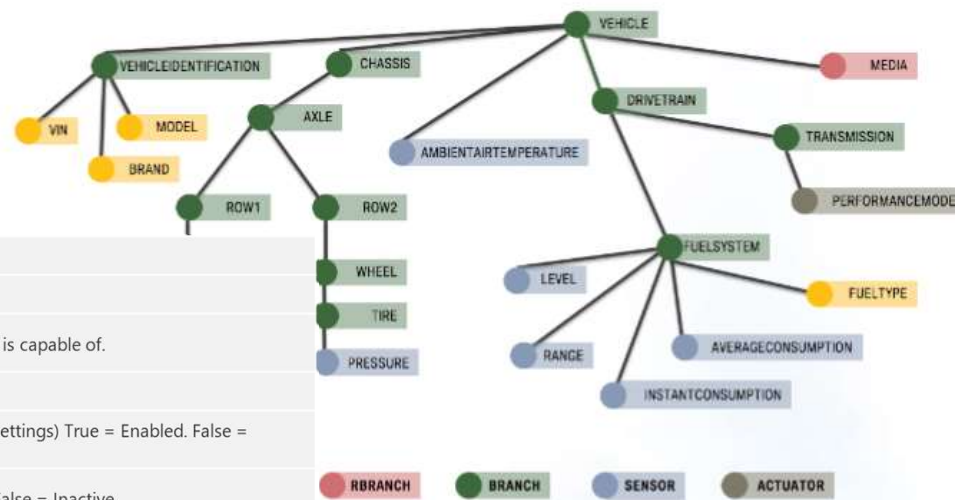 VEHICLE
VEHICLEIDENTIFICATION
CHASSIS
MEDIA
DRIVETRAIN
VIN
MODEL
AXLE
AMBIENTAIRTEMPERATURE
TRANSMISSION
BRAND
ROW1
ROW2
PERFORMANCEMODE
FUELSYSTEM
WHEEL
LEVEL
FUELTYPE
TIRE
PRESSURE
RANGE
AVERAGECONSUMPTION
INSTANTCONSUMPTION
is capable of.
ettings) True = Enabled. False =
RBRANCH
BRANCH
SENSOR
ACTUATOR